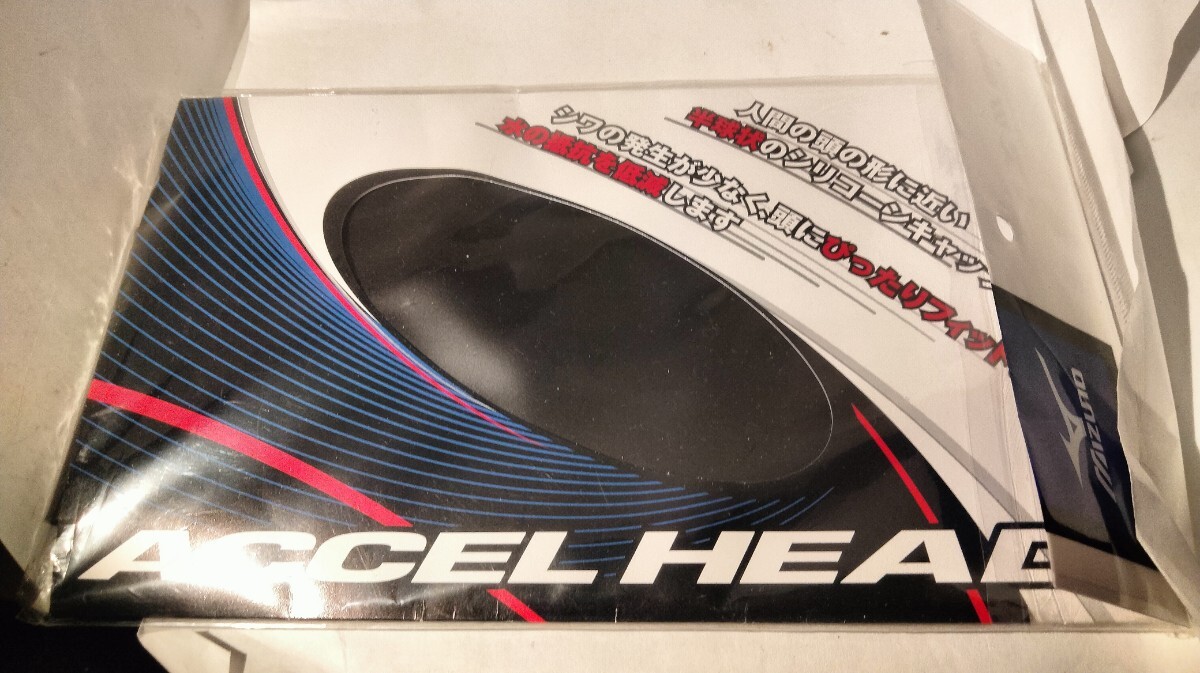 人間の頭の形に近い
半球状のシリコーンキャップ
シワの発生が少なく、頭にぴったりフィット
水の抵抗を低減します
MIZUNO
ACCEL HEAD